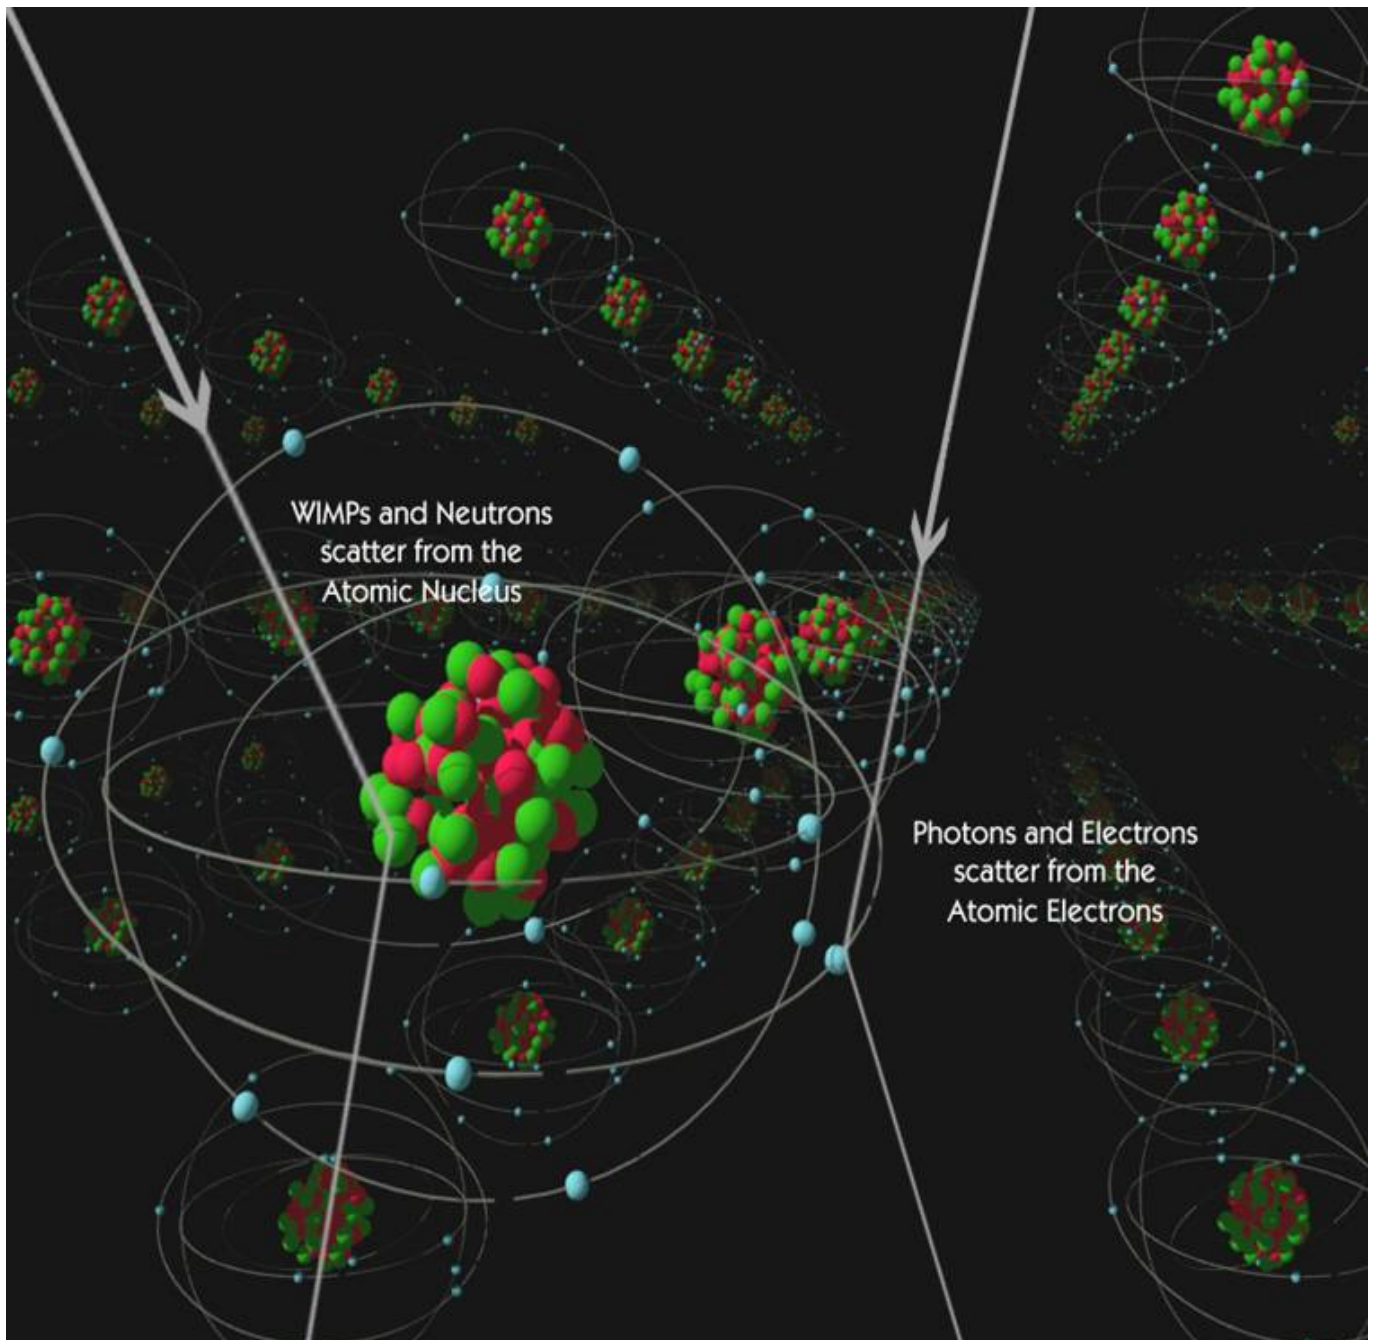 WIMPs and Neutrons
scatter from the
Atomic Nucleus
Photons and Electrons
scatter from the
Atomic Electrons